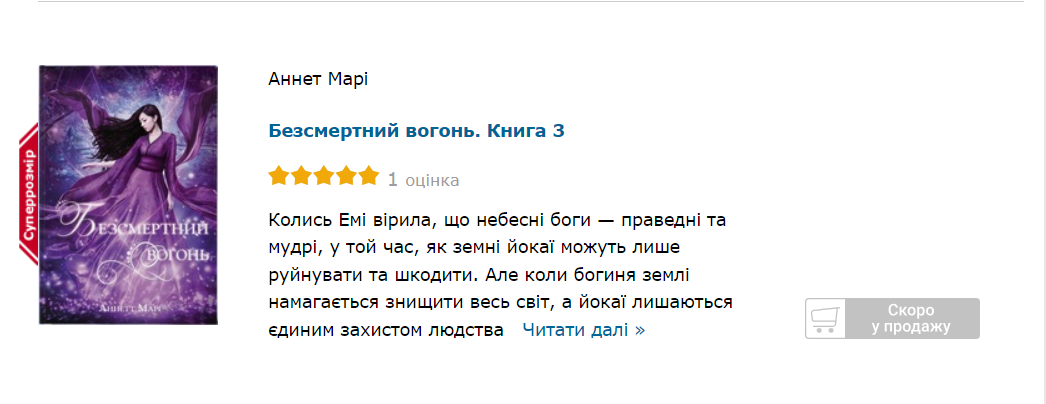 Суперрозмір
Безсмертний
вогонь
Аннетт Марі
Аннет Марі
Безсмертний вогонь. Книга 3
1 оцінка
Колись Емі вірила, що небесні боги — праведні та
мудрі, у той час, як земні йокаї можуть лише
руйнувати та шкодити. Але коли богиня землі
намагається знищити весь світ, а йокаї лишаються
єдиним захистом людства Читати далі »
Скоро
у продажу